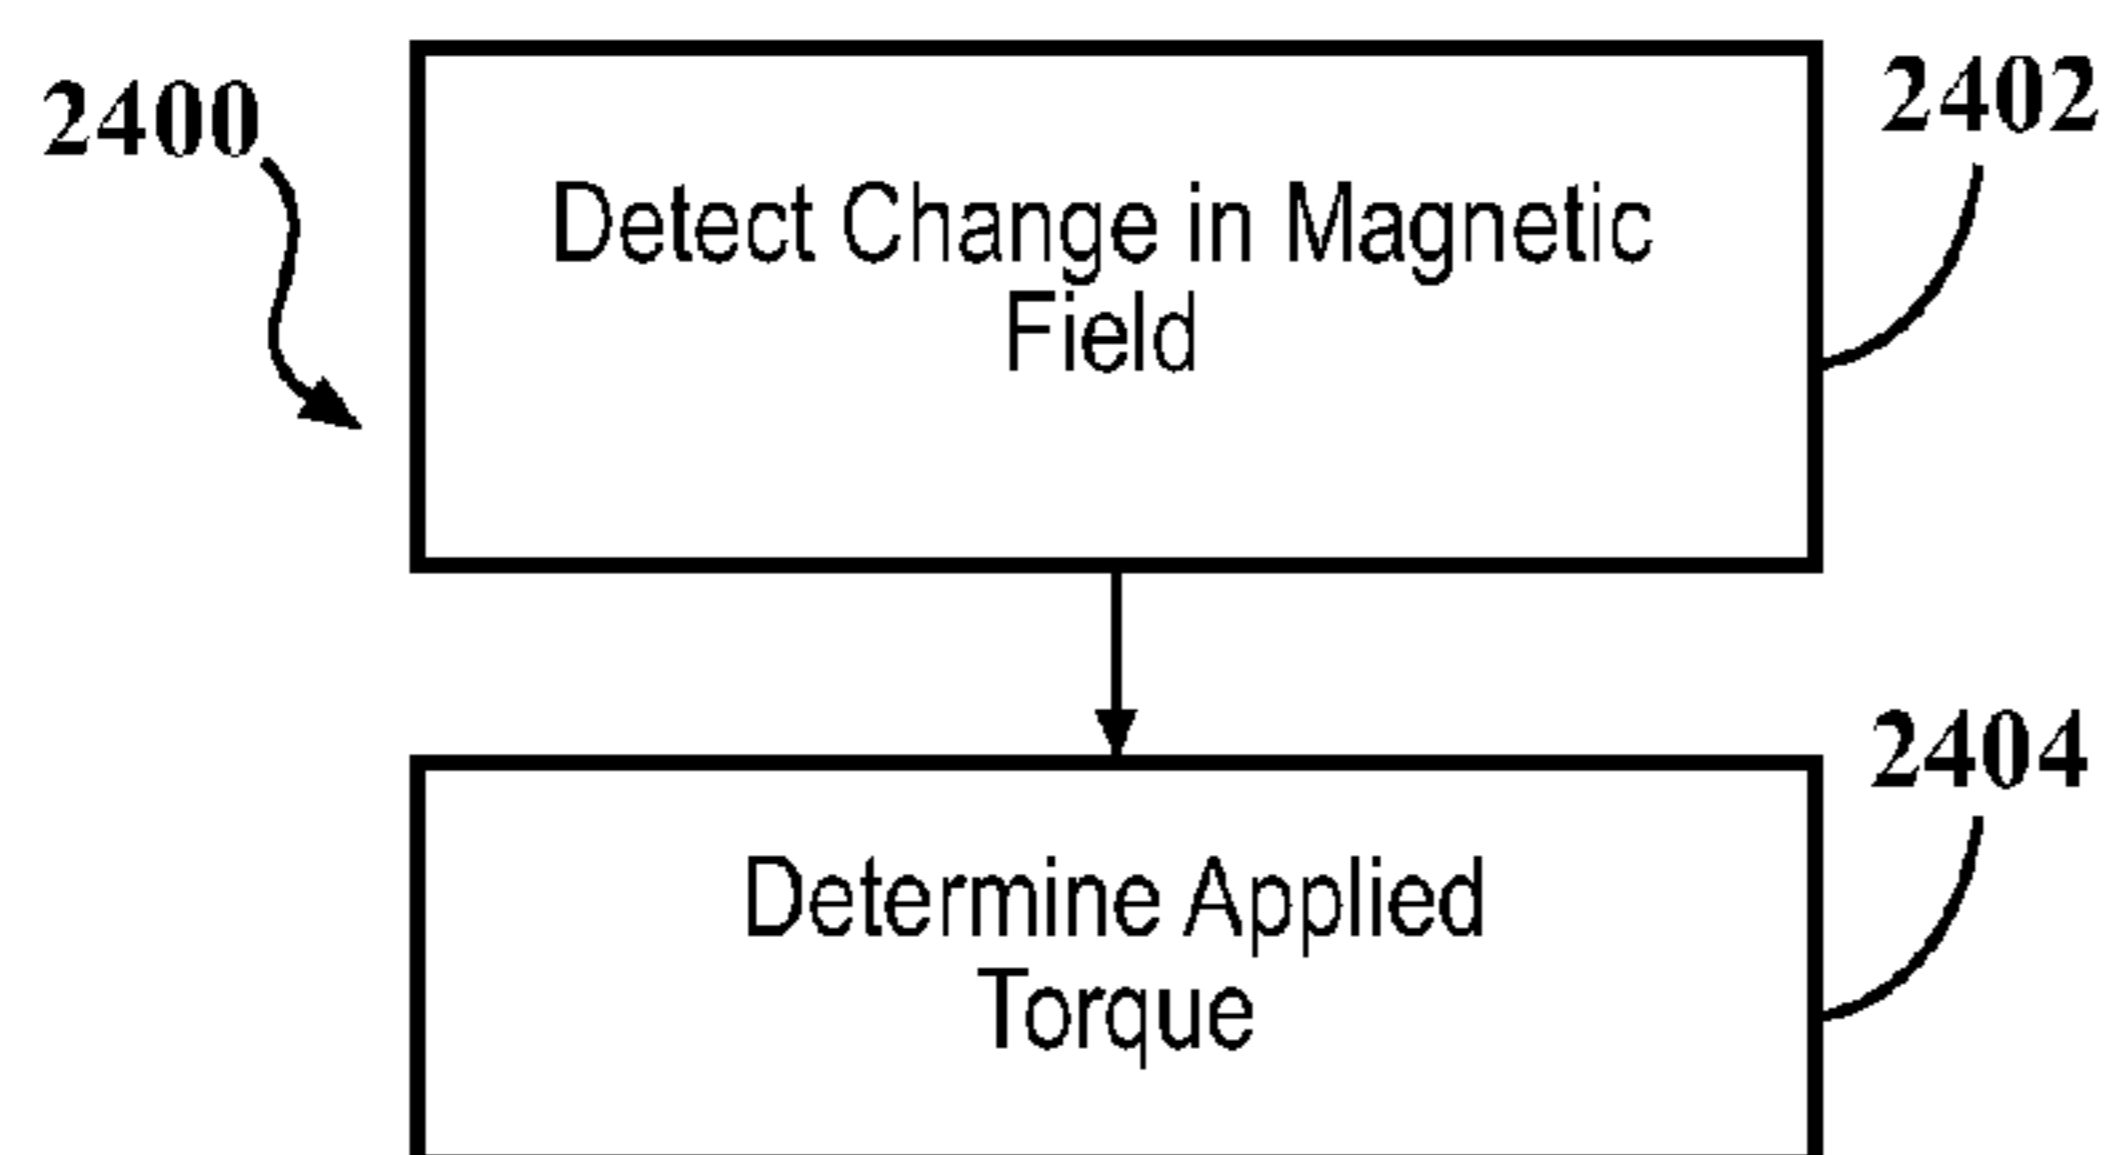 2400
2402
Detect Change in Magnetic
Field
2404
Determine Applied
Torque